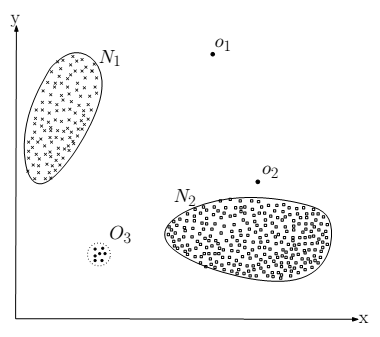 y
N₁
o₁
o₂
N₂
O₃
x